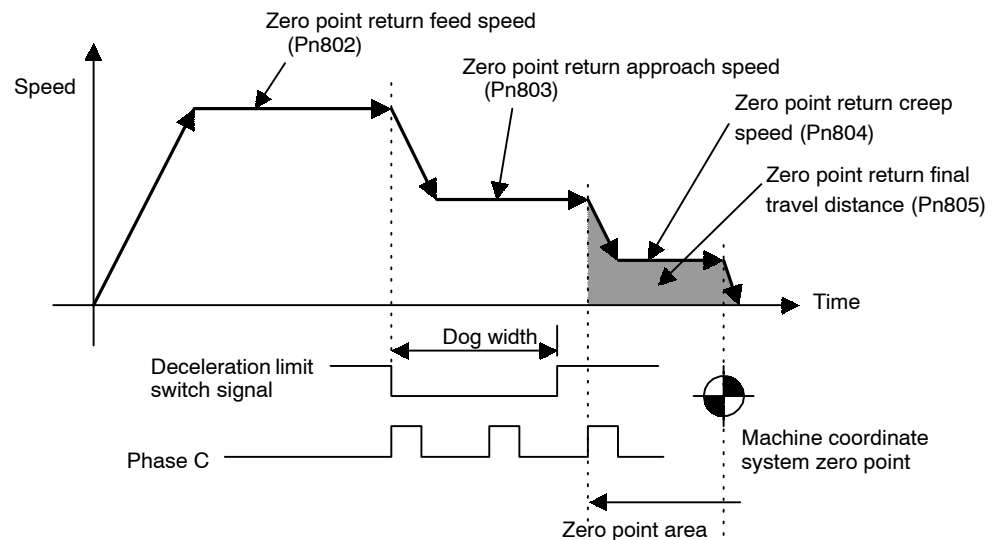 Zero point return feed speed
(Pn802)
Speed
Zero point return approach speed
(Pn803)
Zero point return creep
speed (Pn804)
Zero point return final
travel distance (Pn805)
Time
Dog width
Deceleration limit
switch signal
Phase C
Machine coordinate
system zero point
Zero point area